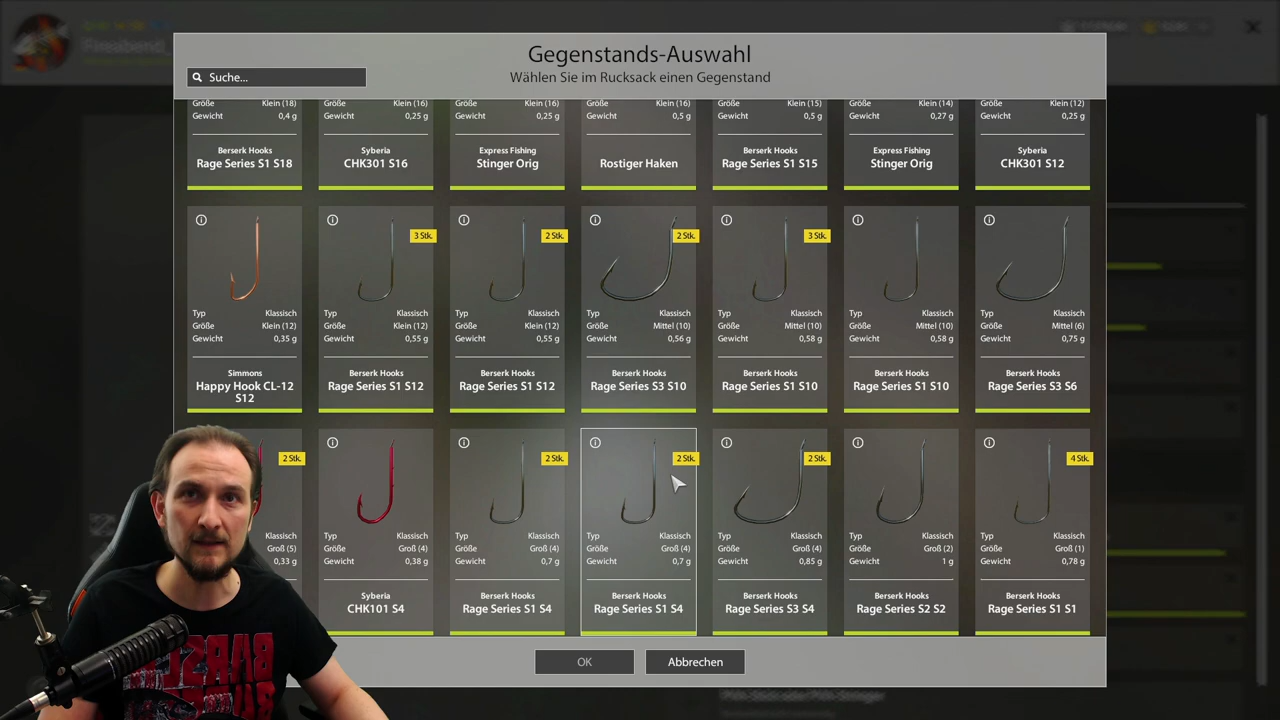 Gegenstands-Auswahl
Suche...
Wählen Sie im Rucksack einen Gegenstand
Größe Klein (18)
Gewicht 0,4 g
Berserk Hooks
Rage Series S1 S18
Größe Klein (16)
Gewicht 0,25 g
Syberia
CHK301 S16
Größe Klein (16)
Gewicht 0,25 g
Express Fishing
Stinger Orig
Größe Klein (16)
Gewicht 0,5 g
Rostiger Haken
Größe Klein (15)
Gewicht 0,5 g
Berserk Hooks
Rage Series S1 S15
Größe Klein (14)
Gewicht 0,27 g
Express Fishing
Stinger Orig
Größe Klein (12)
Gewicht 0,25 g
Syberia
CHK301 S12
Typ Klassisch
Größe Klein (12)
Gewicht 0,35 g
Simmons
Happy Hook CL-12
S12
3 Stk.
Typ Klassisch
Größe Klein (12)
Gewicht 0,55 g
Berserk Hooks
Rage Series S1 S12
2 Stk.
Typ Klassisch
Größe Klein (12)
Gewicht 0,55 g
Berserk Hooks
Rage Series S1 S12
2 Stk.
Typ Klassisch
Größe Mittel (10)
Gewicht 0,56 g
Berserk Hooks
Rage Series S3 S10
3 Stk.
Typ Klassisch
Größe Mittel (10)
Gewicht 0,58 g
Berserk Hooks
Rage Series S1 S10
Typ Klassisch
Größe Mittel (10)
Gewicht 0,58 g
Berserk Hooks
Rage Series S1 S10
Typ Klassisch
Größe Mittel (6)
Gewicht 0,75 g
Berserk Hooks
Rage Series S3 S6
2 Stk.
Klassisch
Groß (5)
0,33 g
Typ Klassisch
Größe Groß (4)
Gewicht 0,38 g
Syberia
CHK101 S4
2 Stk.
Typ Klassisch
Größe Groß (4)
Gewicht 0,7 g
Berserk Hooks
Rage Series S1 S4
2 Stk.
Typ Klassisch
Größe Groß (4)
Gewicht 0,7 g
Berserk Hooks
Rage Series S1 S4
2 Stk.
Typ Klassisch
Größe Groß (4)
Gewicht 0,85 g
Berserk Hooks
Rage Series S3 S4
Typ Klassisch
Größe Groß (2)
Gewicht 1 g
Berserk Hooks
Rage Series S2 S2
4 Stk.
Typ Klassisch
Größe Groß (1)
Gewicht 0,78 g
Berserk Hooks
Rage Series S1 S1
OK
Abbrechen